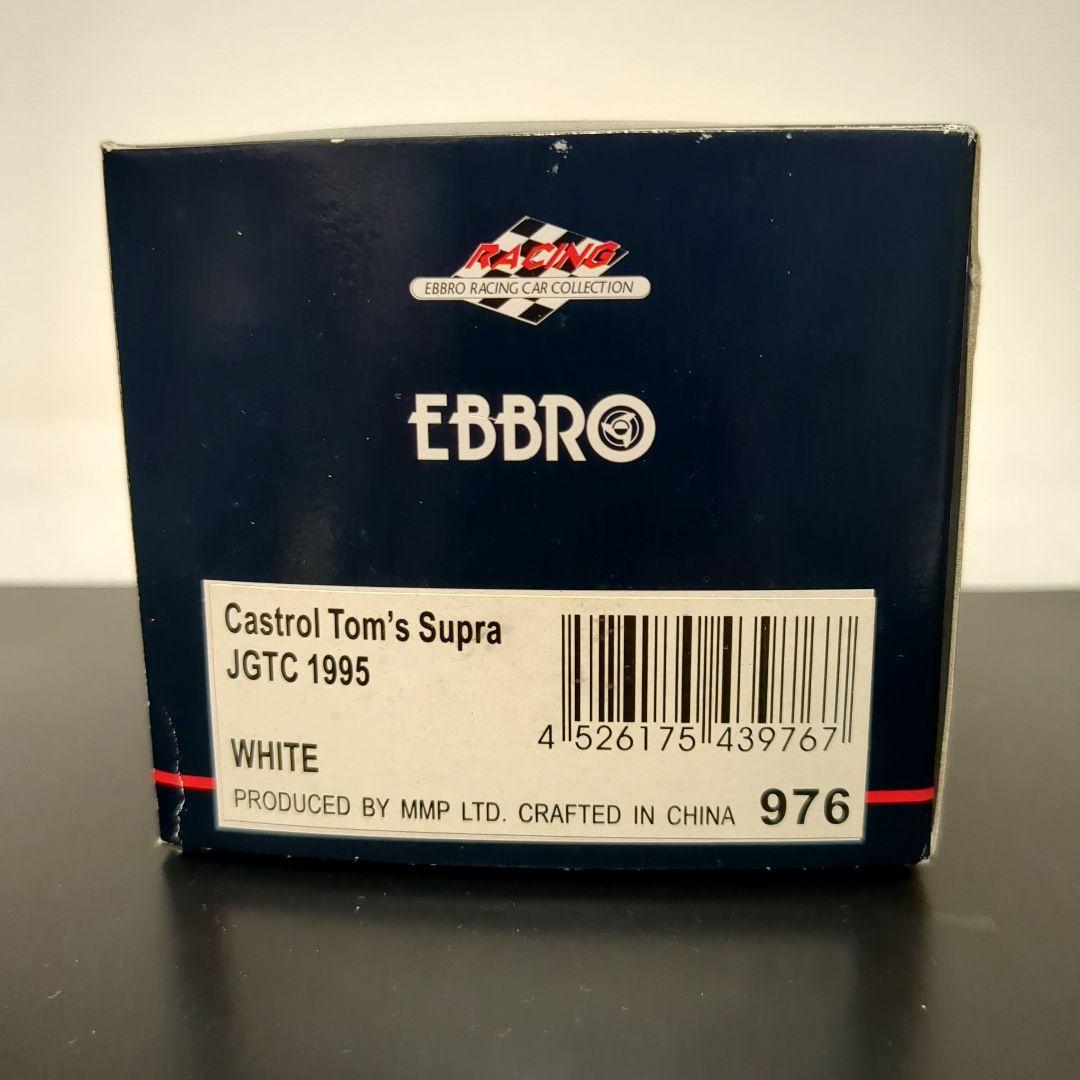 RACING
EBBRO RACING CAR COLLECTION
EBBRO
Castrol Tom's Supra
JGTC 1995
4 526175 439767
WHITE
PRODUCED BY MMP LTD. CRAFTED IN CHINA 976